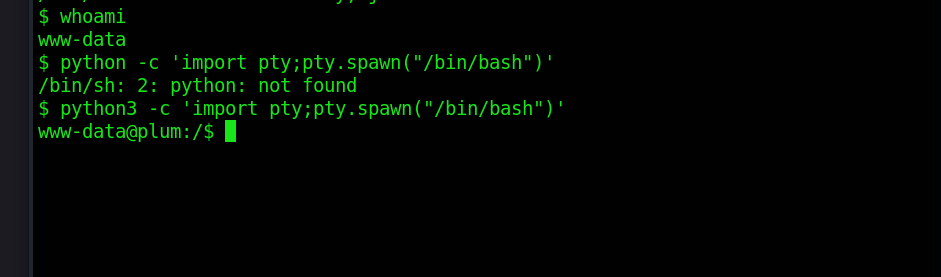 $ whoami
www-data
$ python -c 'import pty;pty.spawn("/bin/bash")'
/bin/sh: 2: python: not found
$ python3 -c 'import pty;pty.spawn("/bin/bash")'
www-data@plum:/$